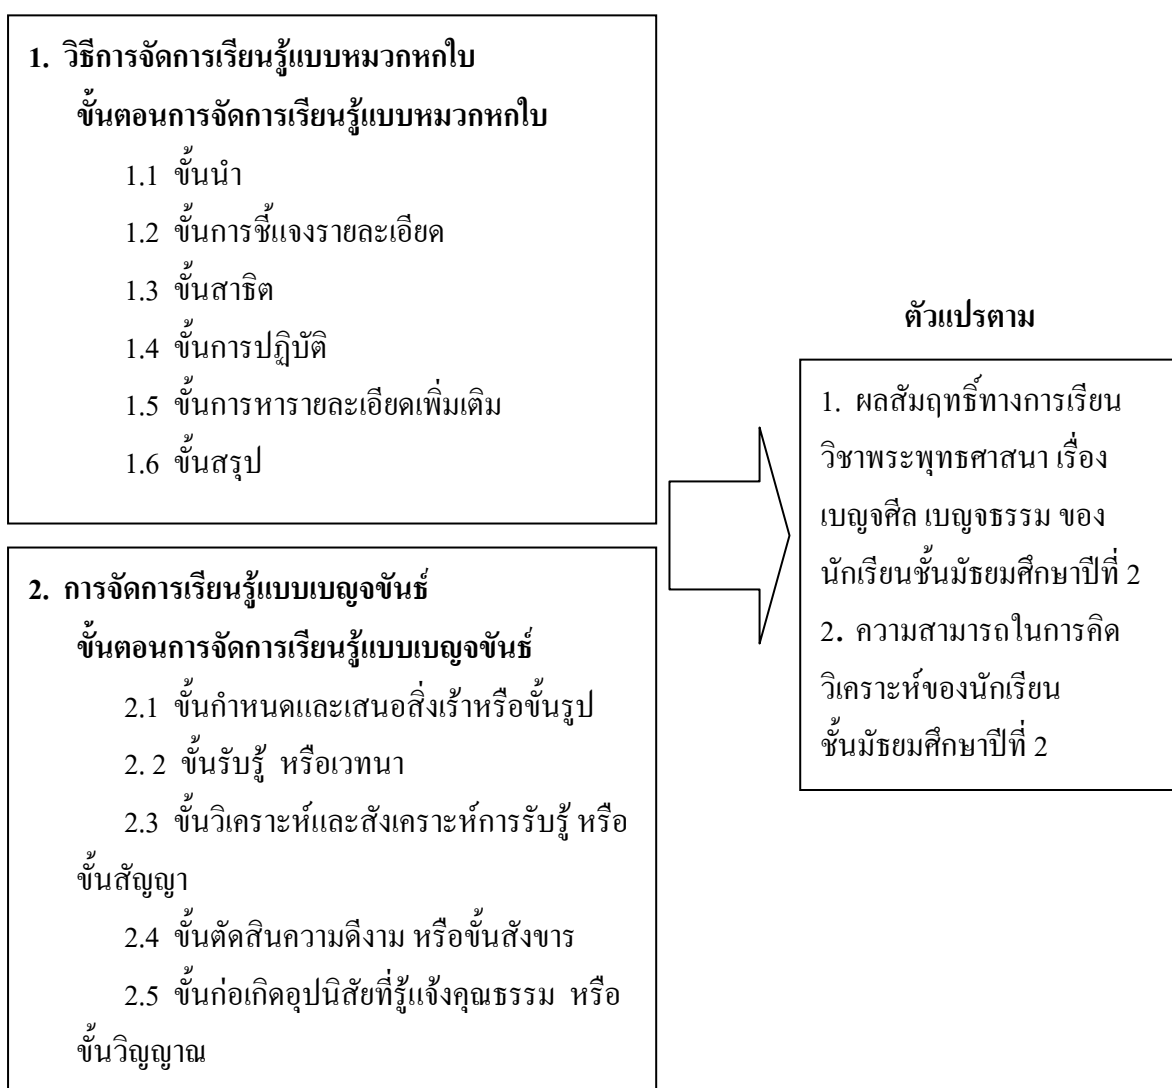 1. วิธีการจัดการเรียนรู้แบบหมวกหกใบ
ขั้นตอนการจัดการเรียนรู้แบบหมวกหกใบ
1.1 ขั้นนำ
1.2 ขั้นการชี้แจงรายละเอียด
1.3 ขั้นสาธิต
1.4 ขั้นการปฏิบัติ
1.5 ขั้นการหารายละเอียดเพิ่มเติม
1.6 ขั้นสรุป
2. การจัดการเรียนรู้แบบเบญจขันธ์
ขั้นตอนการจัดการเรียนรู้แบบเบญจขันธ์
2.1 ขั้นกำหนดและเสนอสิ่งเร้าหรือขั้นรูป
2. 2 ขั้นรับรู้ หรือเวทนา
2.3 ขั้นวิเคราะห์และสังเคราะห์การรับรู้ หรือ
ขั้นสัญญา
2.4 ขั้นตัดสินความดีงาม หรือขั้นสังขาร
2.5 ขั้นก่อเกิดอุปนิสัยที่รู้แจ้งคุณธรรม หรือ
ขั้นวิญญาณ
ตัวแปรตาม
1. ผลสัมฤทธิ์ทางการเรียน
วิชาพระพุทธศาสนา เรื่อง
เบญจศีล เบญจธรรม ของ
นักเรียนชั้นมัธยมศึกษาปีที่ 2
2. ความสามารถในการคิด
วิเคราะห์ของนักเรียน
ชั้นมัธยมศึกษาปีที่ 2